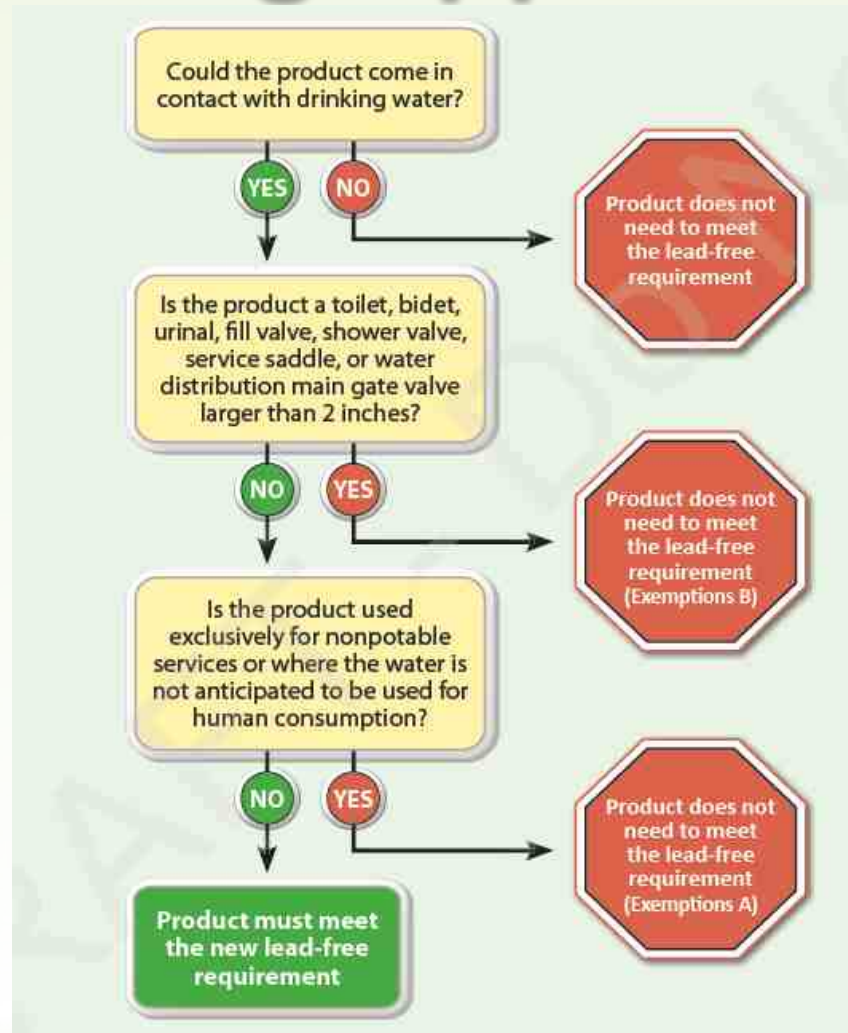 Could the product come in
contact with drinking water?
YES
NO
Product does not
need to meet
the lead-free
requirement
Is the product a toilet, bidet,
urinal, fill valve, shower valve,
service saddle, or water
distribution main gate valve
larger than 2 inches?
NO
YES
Product does not
need to meet
the lead-free
requirement
(Exemptions B)
Is the product used
exclusively for nonpotable
services or where the water is
not anticipated to be used for
human consumption?
NO
YES
Product does not
need to meet
the lead-free
requirement
(Exemptions A)
Product must meet
the new lead-free
requirement